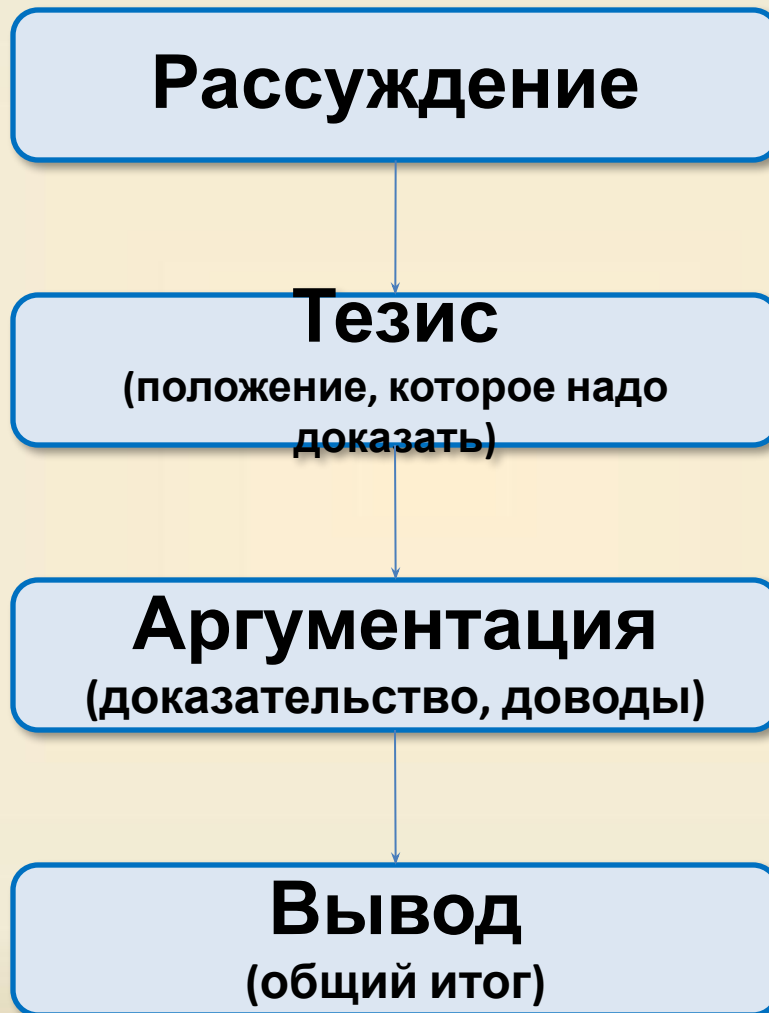 Рассуждение
Тезис
(положение, которое надо
доказать)
Аргументация
(доказательство, доводы)
Вывод
(общий итог)